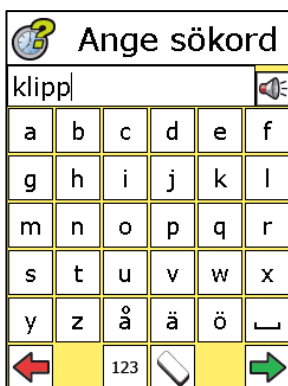 Ange sökord
klipp
a b c d e f
g h i j k l
m n o p q r
s t u v w x
y z å ä ö
123